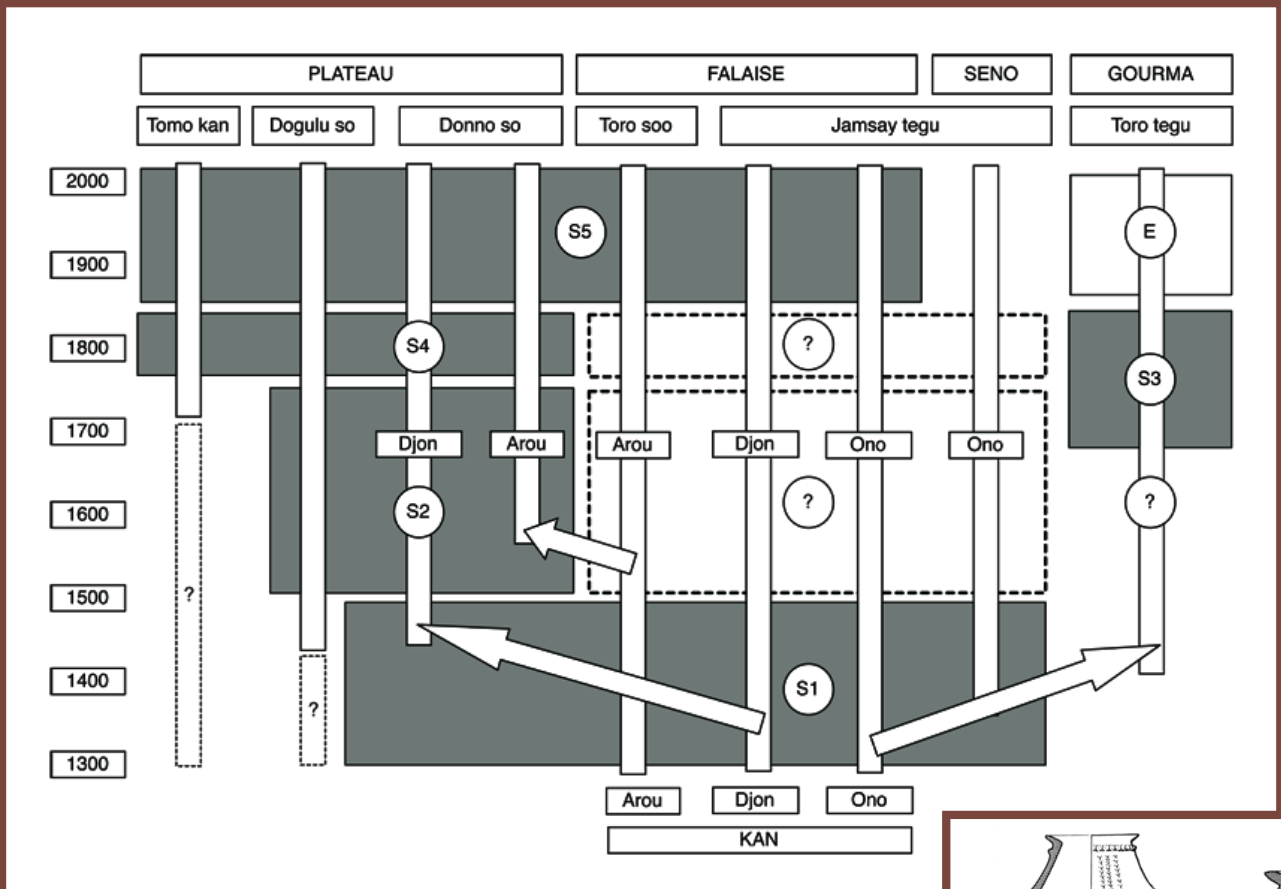 PLATEAU FALAISE SENO GOURMA
Tomo kan Dogulu so Donno so Toro soo Jamsay tegu Toro tegu
2000
S5 E
1900
1800 S4 ?
S3
1700 Djon Arou Arou Djon Ono Ono
1600 S2 ? ?
1500 ?
1400 S1
?
1300
Arou Djon Ono
KAN